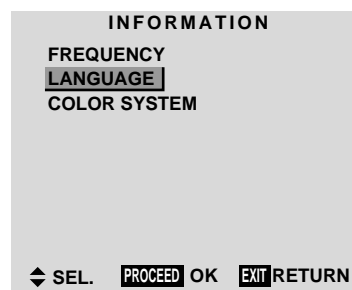 INFORMATION
FREQUENCY
LANGUAGE
COLOR SYSTEM
SEL. PROCEED OK EXIT RETURN